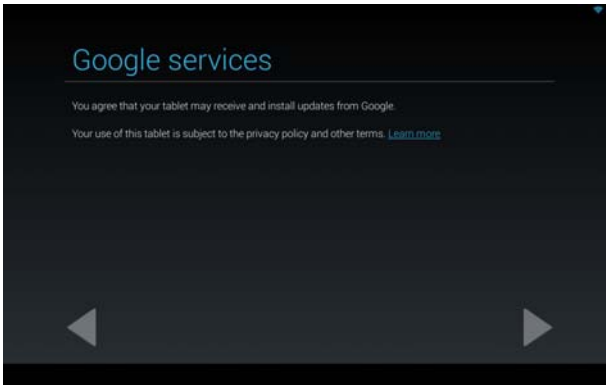 Google services
You agree that your tablet may receive and install updates from Google.
Your use of this tablet is subject to the privacy policy and other terms. Learn more